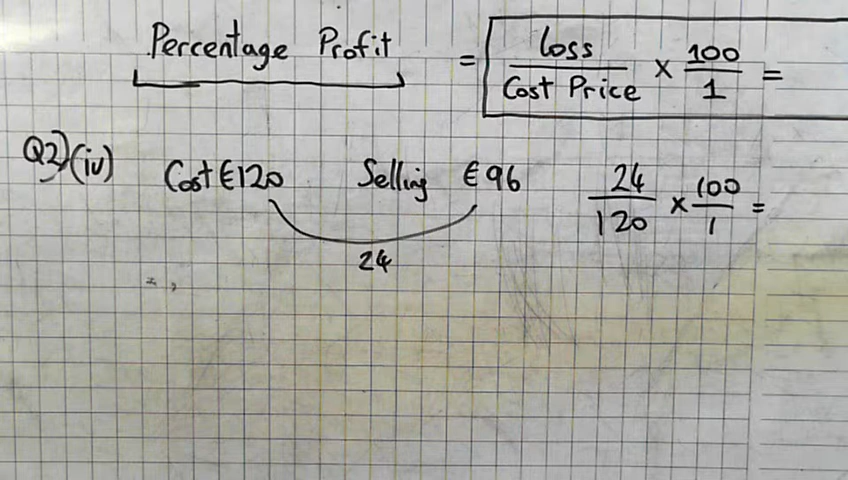 Percentage Profit = loss / Cost Price × 100 / 1 =
Q2)(iv) Cost €120 Selling €96 24 / 120 × 100 / 1 =
24